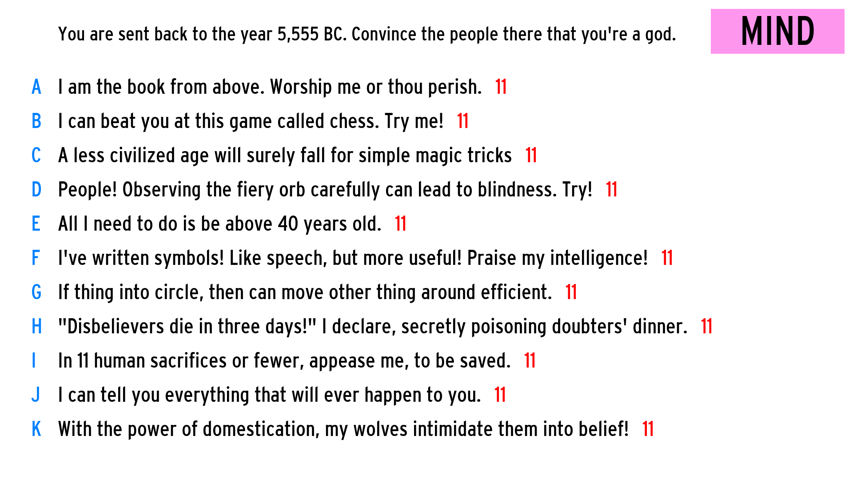 You are sent back to the year 5,555 BC. Convince the people there that you're a god.
MIND
A I am the book from above. Worship me or thou perish. 11
B I can beat you at this game called chess. Try me! 11
C A less civilized age will surely fall for simple magic tricks 11
D People! Observing the fiery orb carefully can lead to blindness. Try! 11
E All I need to do is be above 40 years old. 11
F I've written symbols! Like speech, but more useful! Praise my intelligence! 11
G If thing into circle, then can move other thing around efficient. 11
H "Disbelievers die in three days!" I declare, secretly poisoning doubters' dinner. 11
I In 11 human sacrifices or fewer, appease me, to be saved. 11
J I can tell you everything that will ever happen to you. 11
K With the power of domestication, my wolves intimidate them into belief! 11